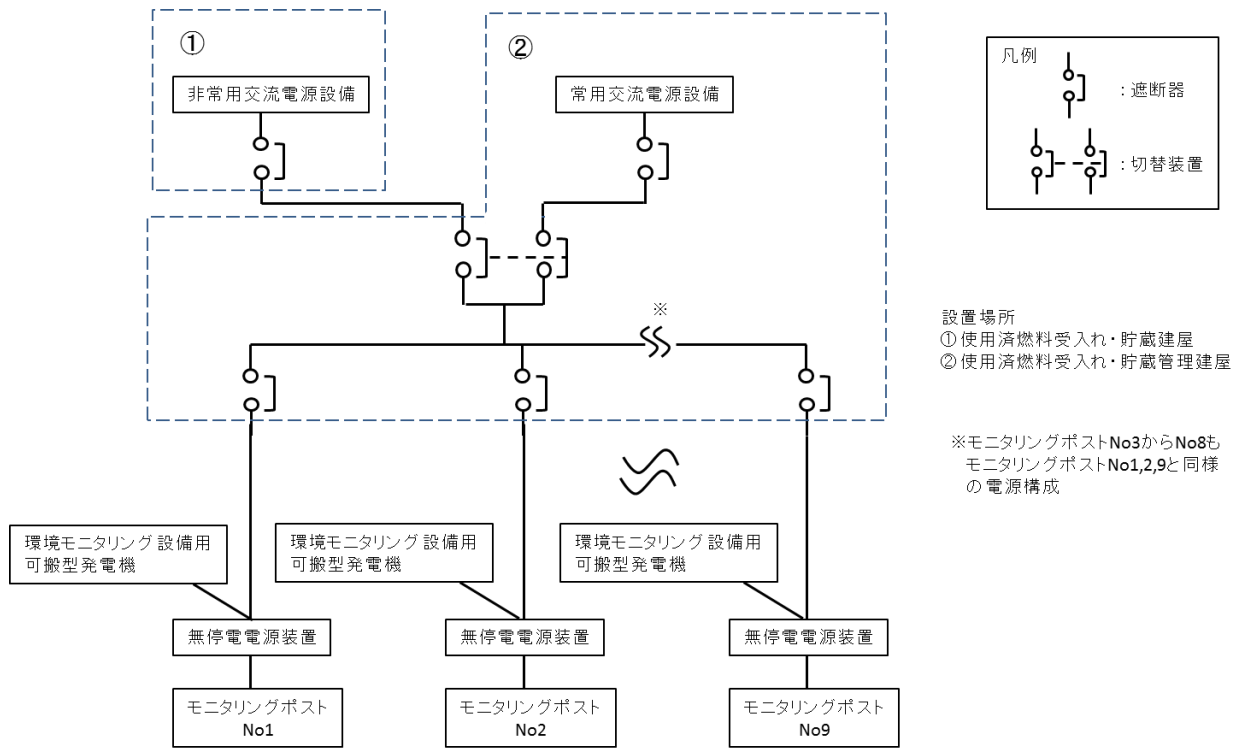 ①
②
非常用交流電源設備
常用交流電源設備
凡例
：遮断器
：切替装置
※
設置場所
①使用済燃料受入れ・貯蔵建屋
②使用済燃料受入れ・貯蔵管理建屋
※モニタリングポストNo3からNo8も
モニタリングポストNo1,2,9と同様
の電源構成
環境モニタリング設備用
可搬型発電機
環境モニタリング設備用
可搬型発電機
環境モニタリング設備用
可搬型発電機
無停電電源装置
無停電電源装置
無停電電源装置
モニタリングポスト
No1
モニタリングポスト
No2
モニタリングポスト
No9